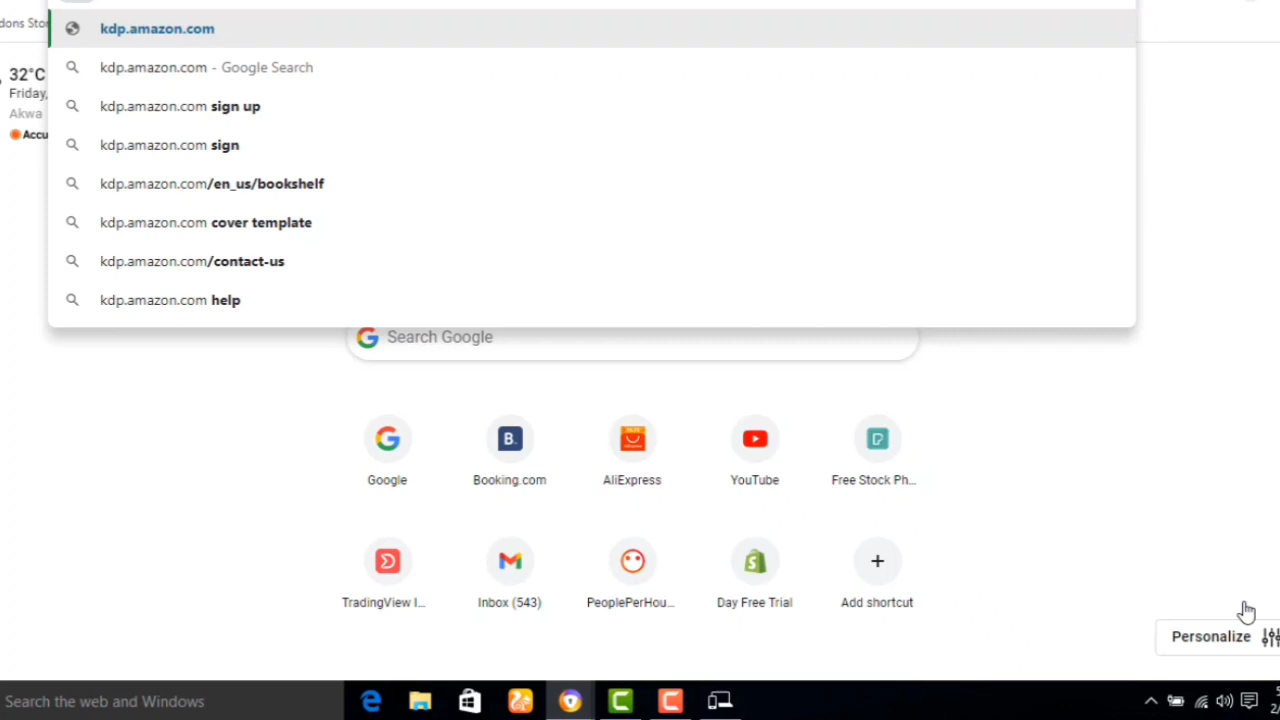 kdp.amazon.com
dons Sto
kdp.amazon.com - Google Search
32°C
Friday,
kdp.amazon.com sign up
Akwa
Accu
kdp.amazon.com sign
kdp.amazon.com/en_us/bookshelf
kdp.amazon.com cover template
kdp.amazon.com/contact-us
kdp.amazon.com help
Search Google
Google
Booking.com
AliExpress
YouTube
Free Stock Ph...
TradingView I...
Inbox (543)
PeoplePerHou...
Day Free Trial
Add shortcut
Personalize
Search the web and Windows